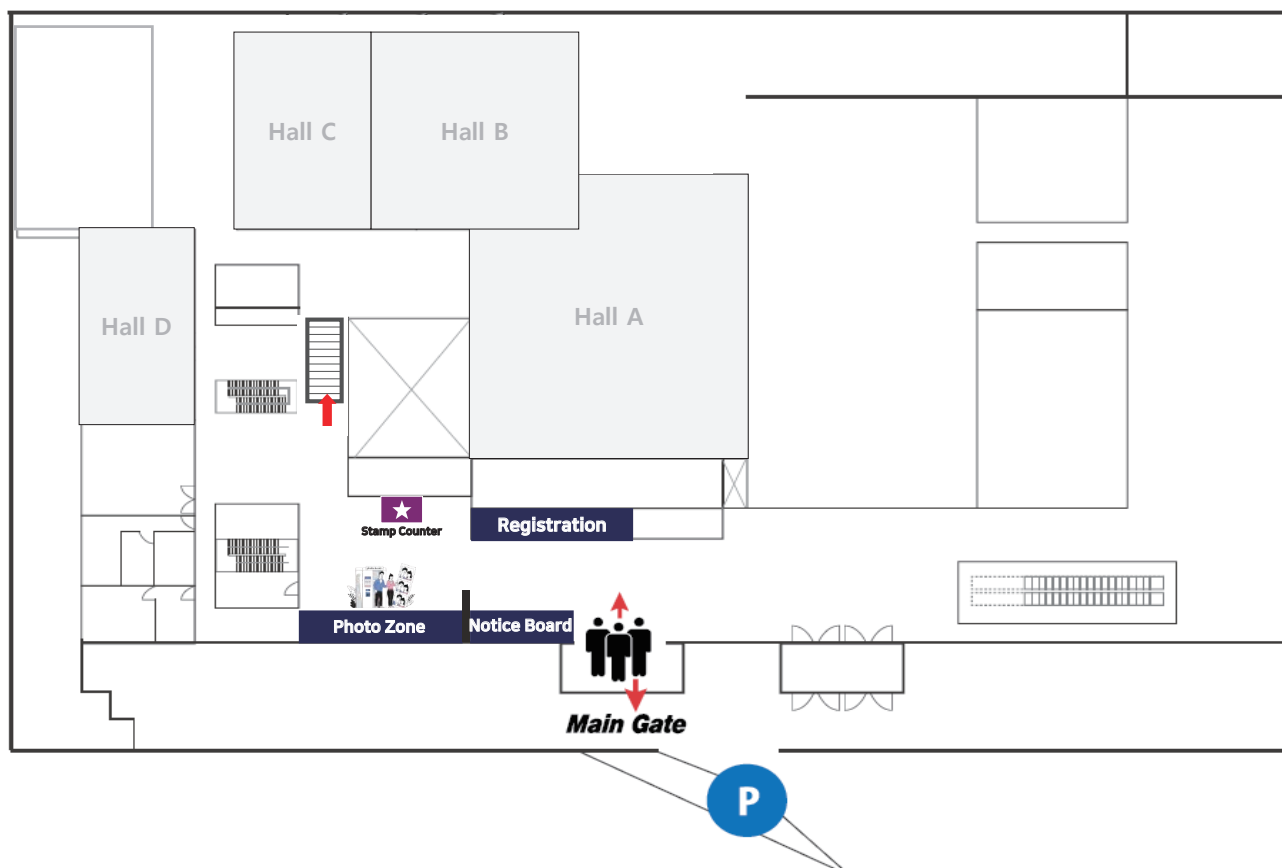 Hall C
Hall B
Hall A
Hall D
Stamp Counter
Registration
Photo Zone
Notice Board
Main Gate
P